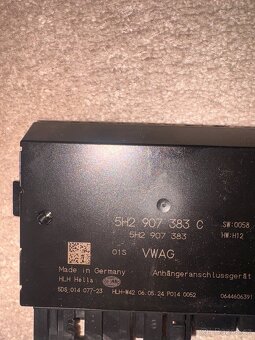 5H2 907 383 C SW:0058
5H2 907 383 HW:H12
01S VWAG
Made in Germany Anhängeranschlussgerät
HLH Hella
5DS 014 077-23 HLH-W42 06.05.24 P014 0052 0644606391